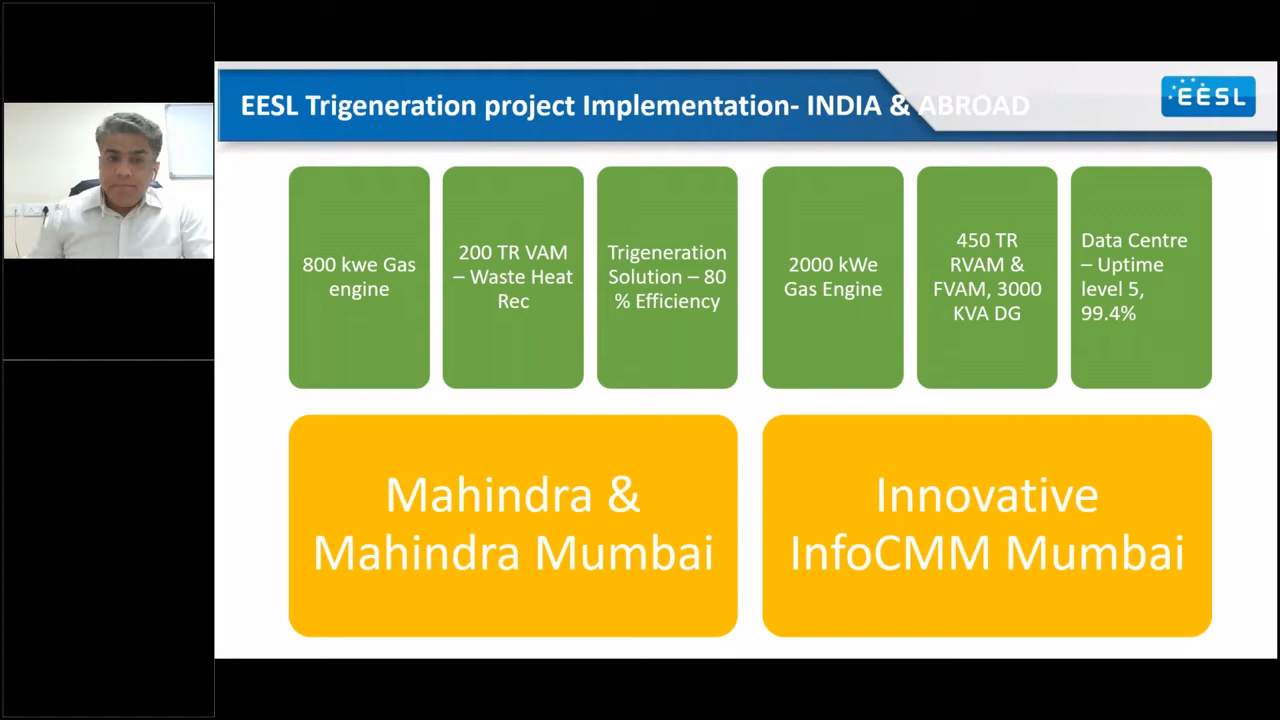 EESL Trigeneration project Implementation- INDIA & ABROAD
EESL
800 kwe Gas
engine
200 TR VAM
– Waste Heat
Rec
Trigeneration
Solution – 80
% Efficiency
2000 kWe
Gas Engine
450 TR
RVAM &
FVAM, 3000
KVA DG
Data Centre
– Uptime
level 5,
99.4%
Mahindra &
Mahindra Mumbai
Innovative
InfoCMM Mumbai